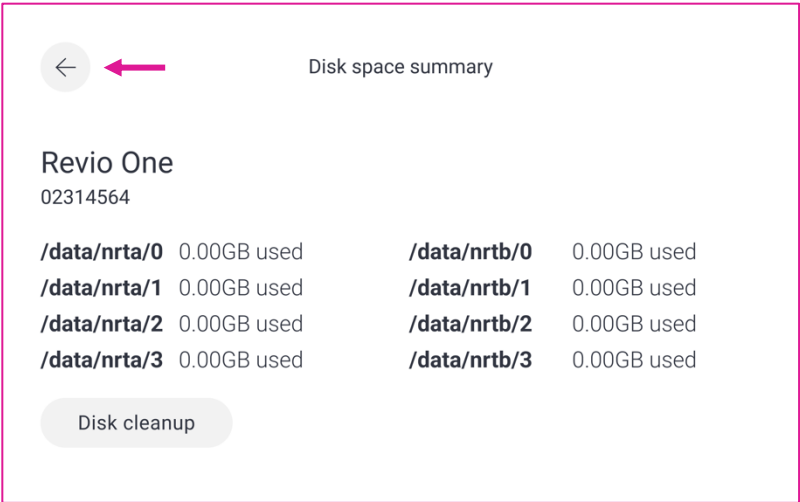 Disk space summary
Revio One
02314564
/data/nrta/0 0.00GB used /data/nrtb/0 0.00GB used
/data/nrta/1 0.00GB used /data/nrtb/1 0.00GB used
/data/nrta/2 0.00GB used /data/nrtb/2 0.00GB used
/data/nrta/3 0.00GB used /data/nrtb/3 0.00GB used
Disk cleanup